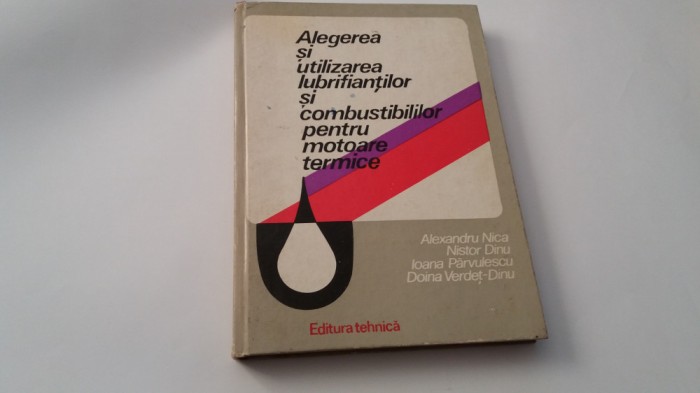 Alegerea
și
utilizarea
lubrifianților
și
combustibililor
pentru
motoare
termice
Alexandru Nica
Nistor Dinu
Ioana Pârvulescu
Doina Verdeț-Dinu
Editura tehnică